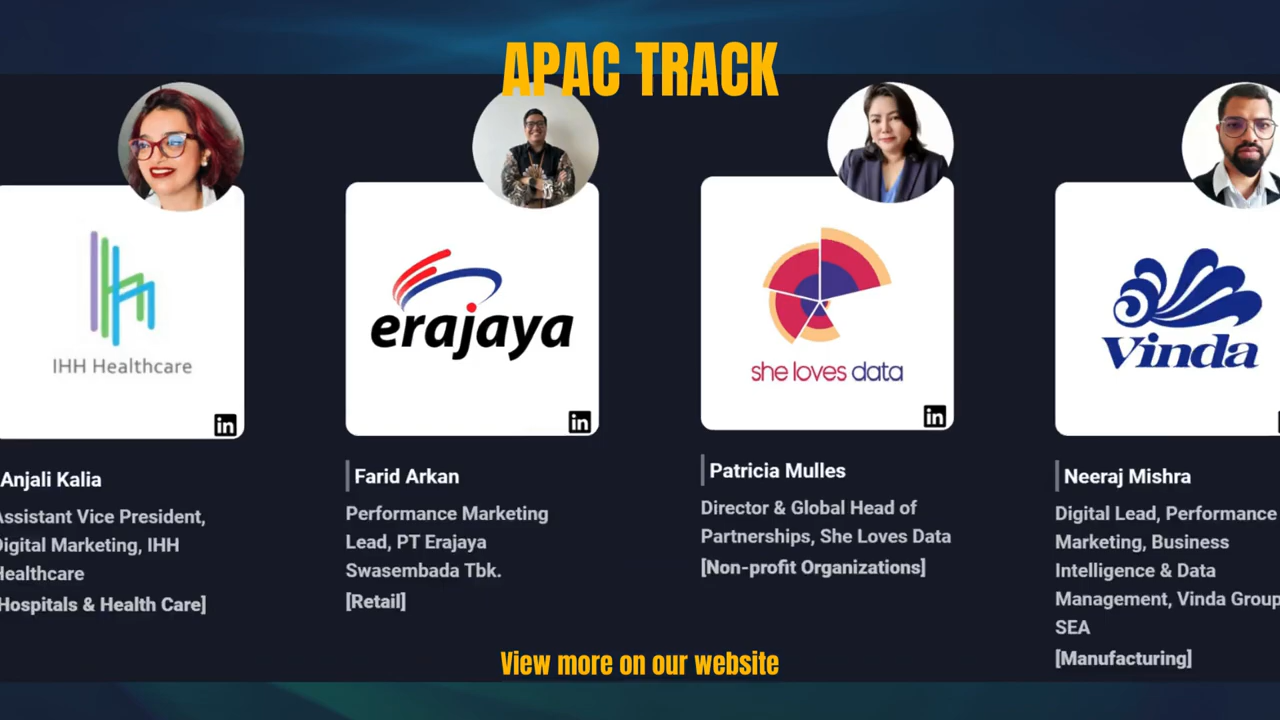 APAC TRACK
IHH Healthcare
in
erajaya
in
she loves data
in
Vinda
Anjali Kalia
Assistant Vice President,
Digital Marketing, IHH
Healthcare
Hospitals & Health Care]
Farid Arkan
Performance Marketing
Lead, PT Erajaya
Swasembada Tbk.
[Retail]
Patricia Mulles
Director & Global Head of
Partnerships, She Loves Data
[Non-profit Organizations]
Neeraj Mishra
Digital Lead, Performance
Marketing, Business
Intelligence & Data
Management, Vinda Group
SEA
[Manufacturing]
View more on our website